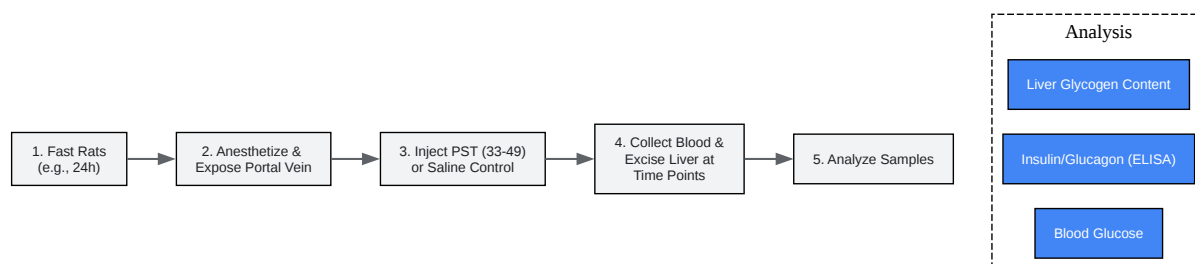 1. Fast Rats
(e.g., 24h)
2. Anesthetize &
Expose Portal Vein
3. Inject PST (33-49)
or Saline Control
4. Collect Blood &
Excise Liver at
Time Points
5. Analyze Samples
Analysis
Liver Glycogen Content
Insulin/Glucagon (ELISA)
Blood Glucose